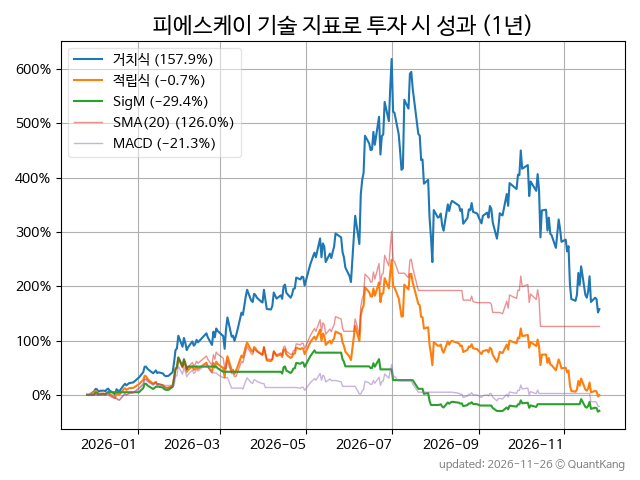 피에스케이 기술 지표로 투자 시 성과 (1년)
600%
500%
400%
300%
200%
100%
0%
거치식 (157.9%)
적립식 (−0.7%)
SigM (−29.4%)
SMA(20) (126.0%)
MACD (−21.3%)
2026-01
2026-03
2026-05
2026-07
2026-09
2026-11
updated: 2026-11-26 © QuantKang